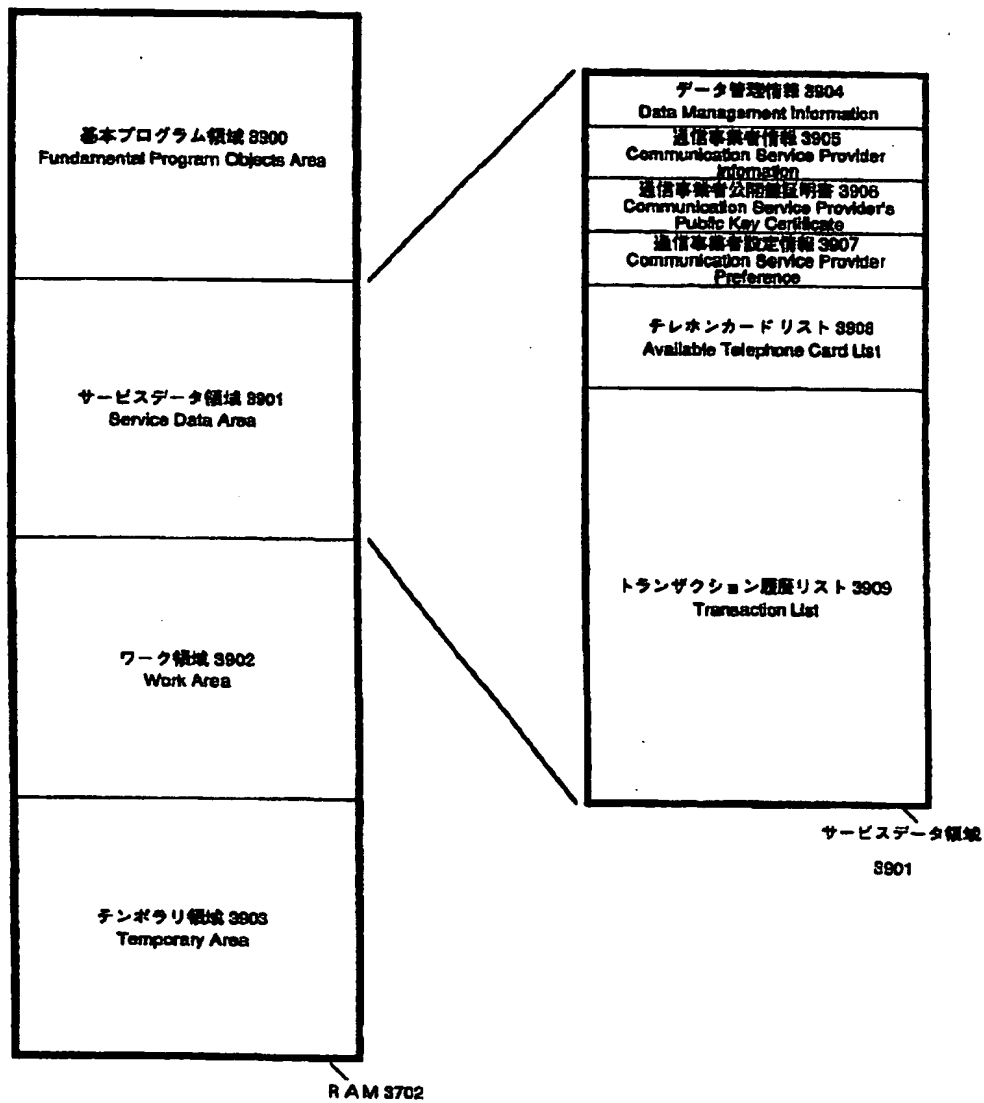 基本プログラム領域 3900
Fundamental Program Objects Area
サービスデータ領域 3901
Service Data Area
ワーク領域 3902
Work Area
テンポラリ領域 3903
Temporary Area
RAM 3702
データ管理情報 3904
Data Management Information
通信事業者情報 3905
Communication Service Provider
Infomation
通信事業者公開鍵証明書 3906
Communication Service Provider's
Public Key Certificate
通信事業者設定情報 3907
Communication Service Provider
Preference
テレホンカードリスト 3908
Available Telephone Card List
トランザクション履歴リスト 3909
Transaction List
サービスデータ領域
3901